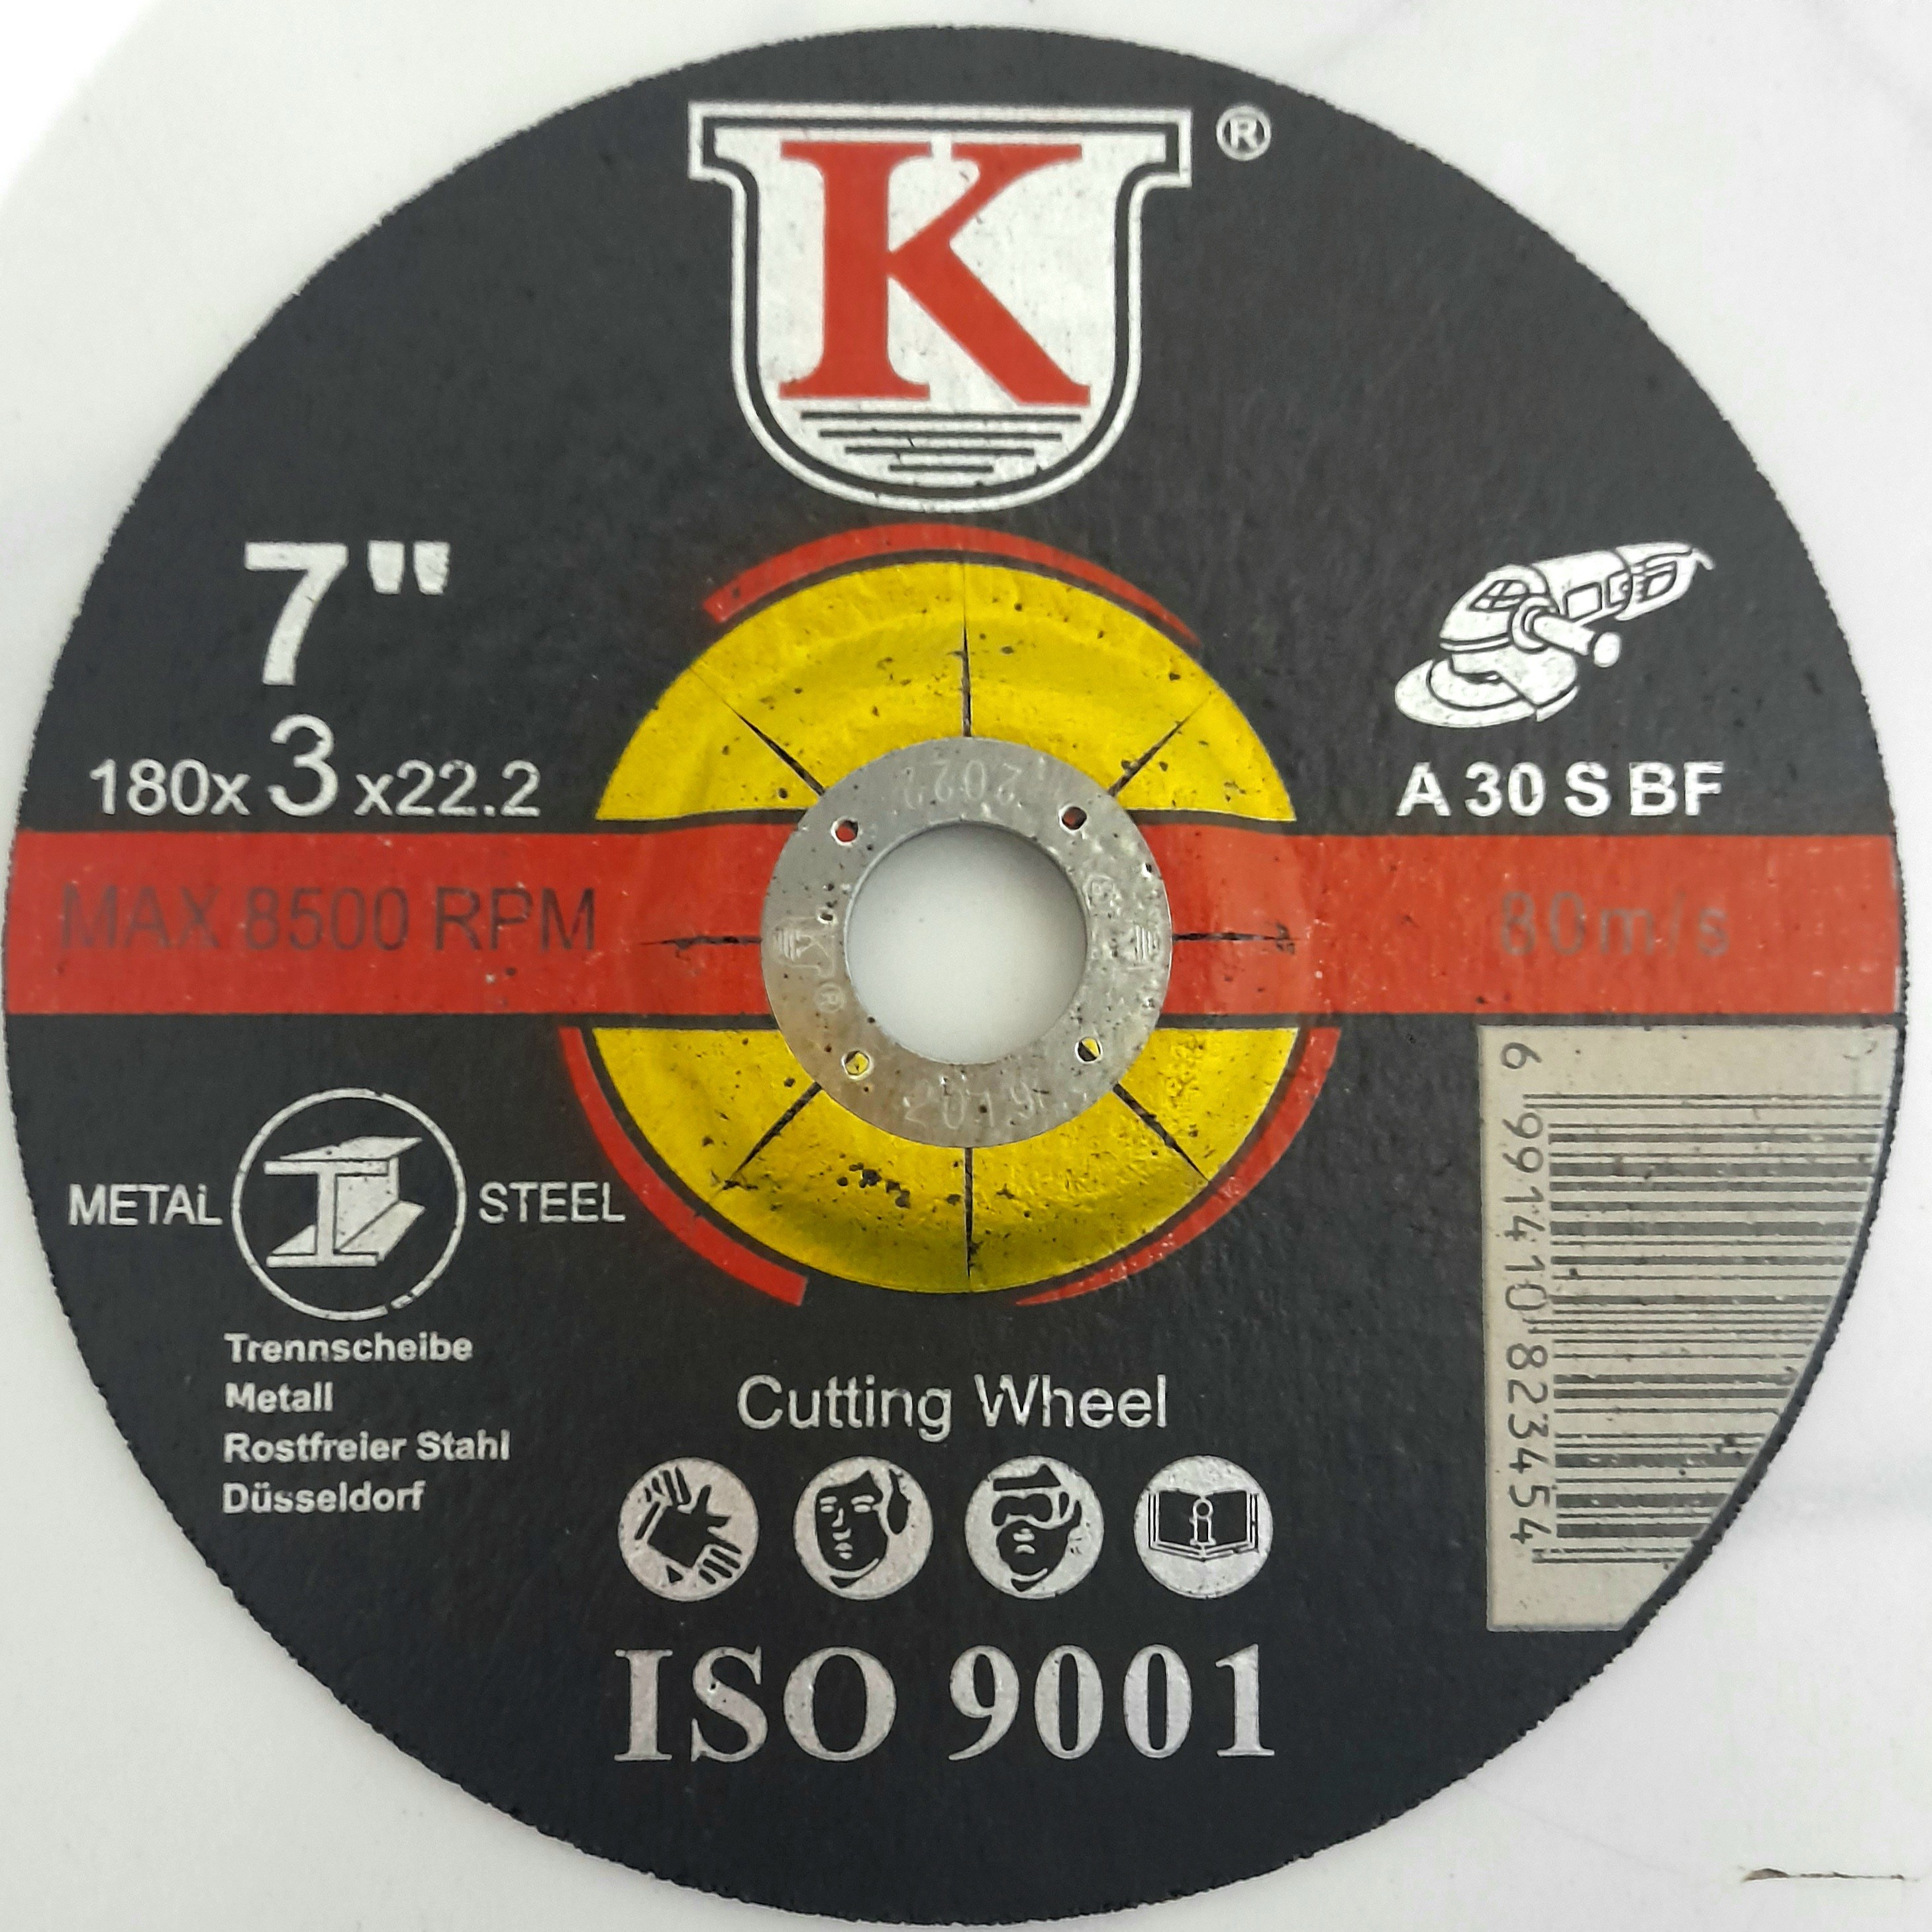 K ®
7"
180x 3 x22.2
A 30 S BF
MAX 8500 RPM
80m/s
2022
K ®
2019
METAL STEEL
Trennscheibe
Metall
Rostfreier Stahl
Düsseldorf
Cutting Wheel
ISO 9001
6 991410 823454